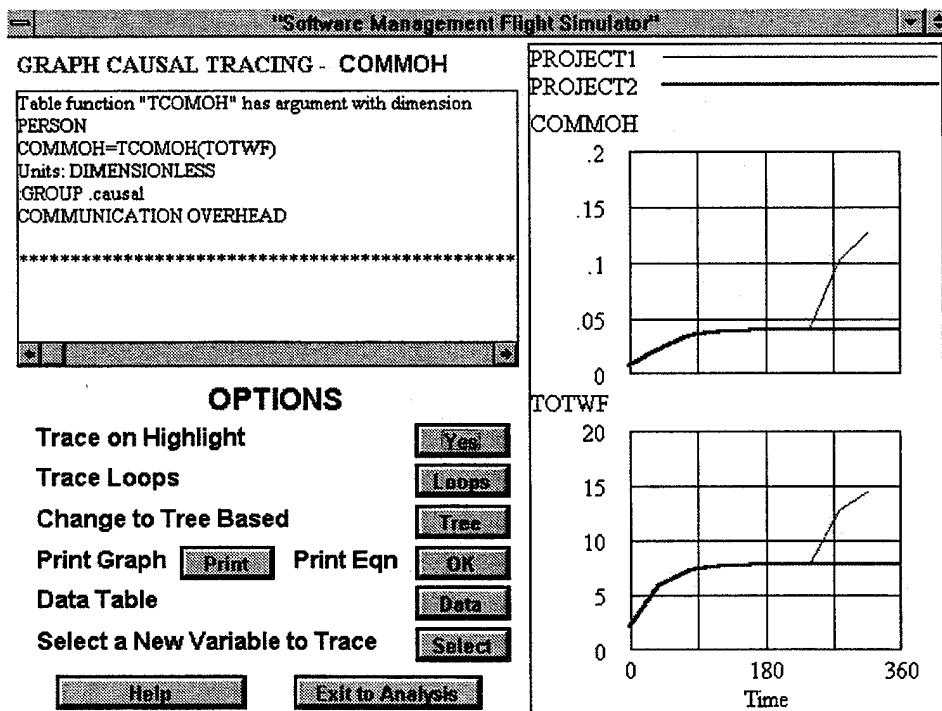 "Software Management Flight Simulator"
GRAPH CAUSAL TRACING - COMMOH
Table function "TCOMOH" has argument with dimension
PERSON
COMMOH=TCOMOH(TOTWF)
Units: DIMENSIONLESS
:GROUP .causal
COMMUNICATION OVERHEAD
************************************************
OPTIONS
Trace on Highlight Yes
Trace Loops Loops
Change to Tree Based Tree
Print Graph Print Print Eqn OK
Data Table Data
Select a New Variable to Trace Select
Help Exit to Analysis
PROJECT1
PROJECT2
COMMOH
.2
.15
.1
.05
0
TOTWF
20
15
10
5
0
0 180 360
Time